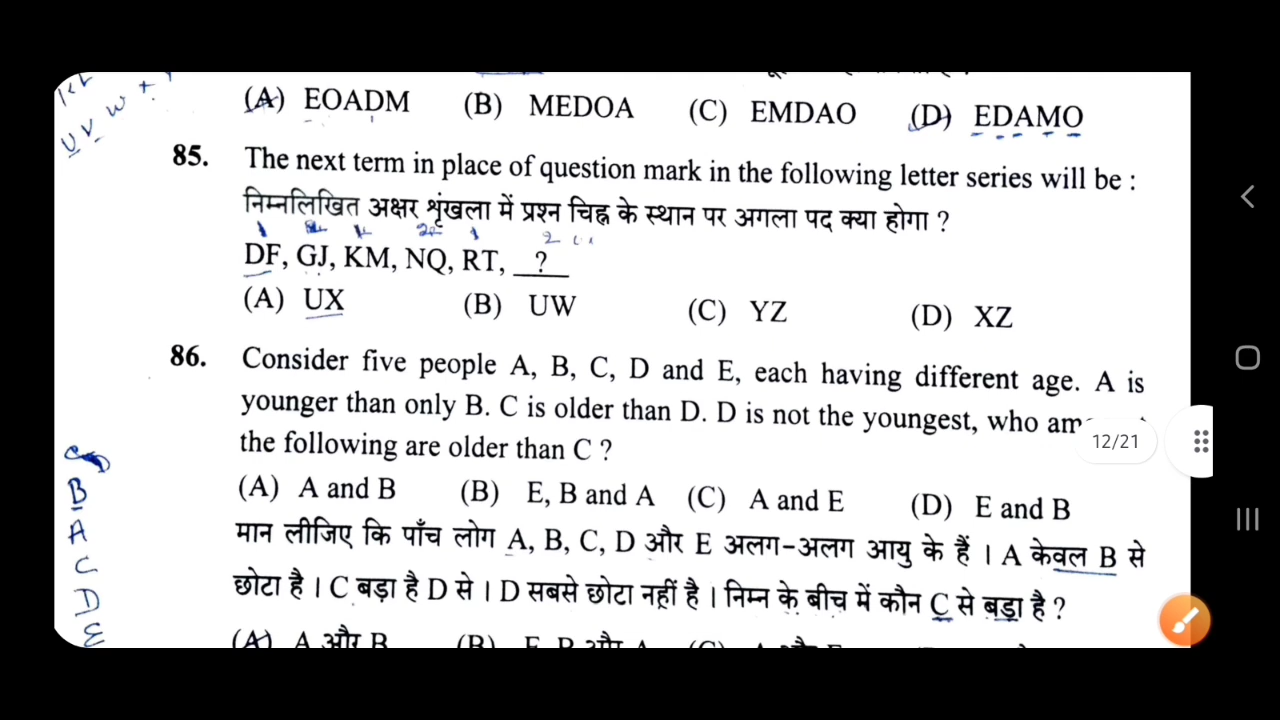 (A) EOADM (B) MEDOA (C) EMDAO (D) EDAMO
85. The next term in place of question mark in the following letter series will be :
निम्नलिखित अक्षर शृंखला में प्रश्न चिह्न के स्थान पर अगला पद क्या होगा ?
DF, GJ, KM, NQ, RT, ?
(A) UX (B) UW (C) YZ (D) XZ
86. Consider five people A, B, C, D and E, each having different age. A is
younger than only B. C is older than D. D is not the youngest, who
the following are older than C ?
(A) A and B (B) E, B and A (C) A and E (D) E and B
मान लीजिए कि पाँच लोग A, B, C, D और E अलग-अलग आयु के हैं । A केवल B से
छोटा है । C बड़ा है D से । D सबसे छोटा नहीं है । निम्न के बीच में कौन C से बड़ा है ?
(A) A और B (B)
12/21
B
A
C
D
E